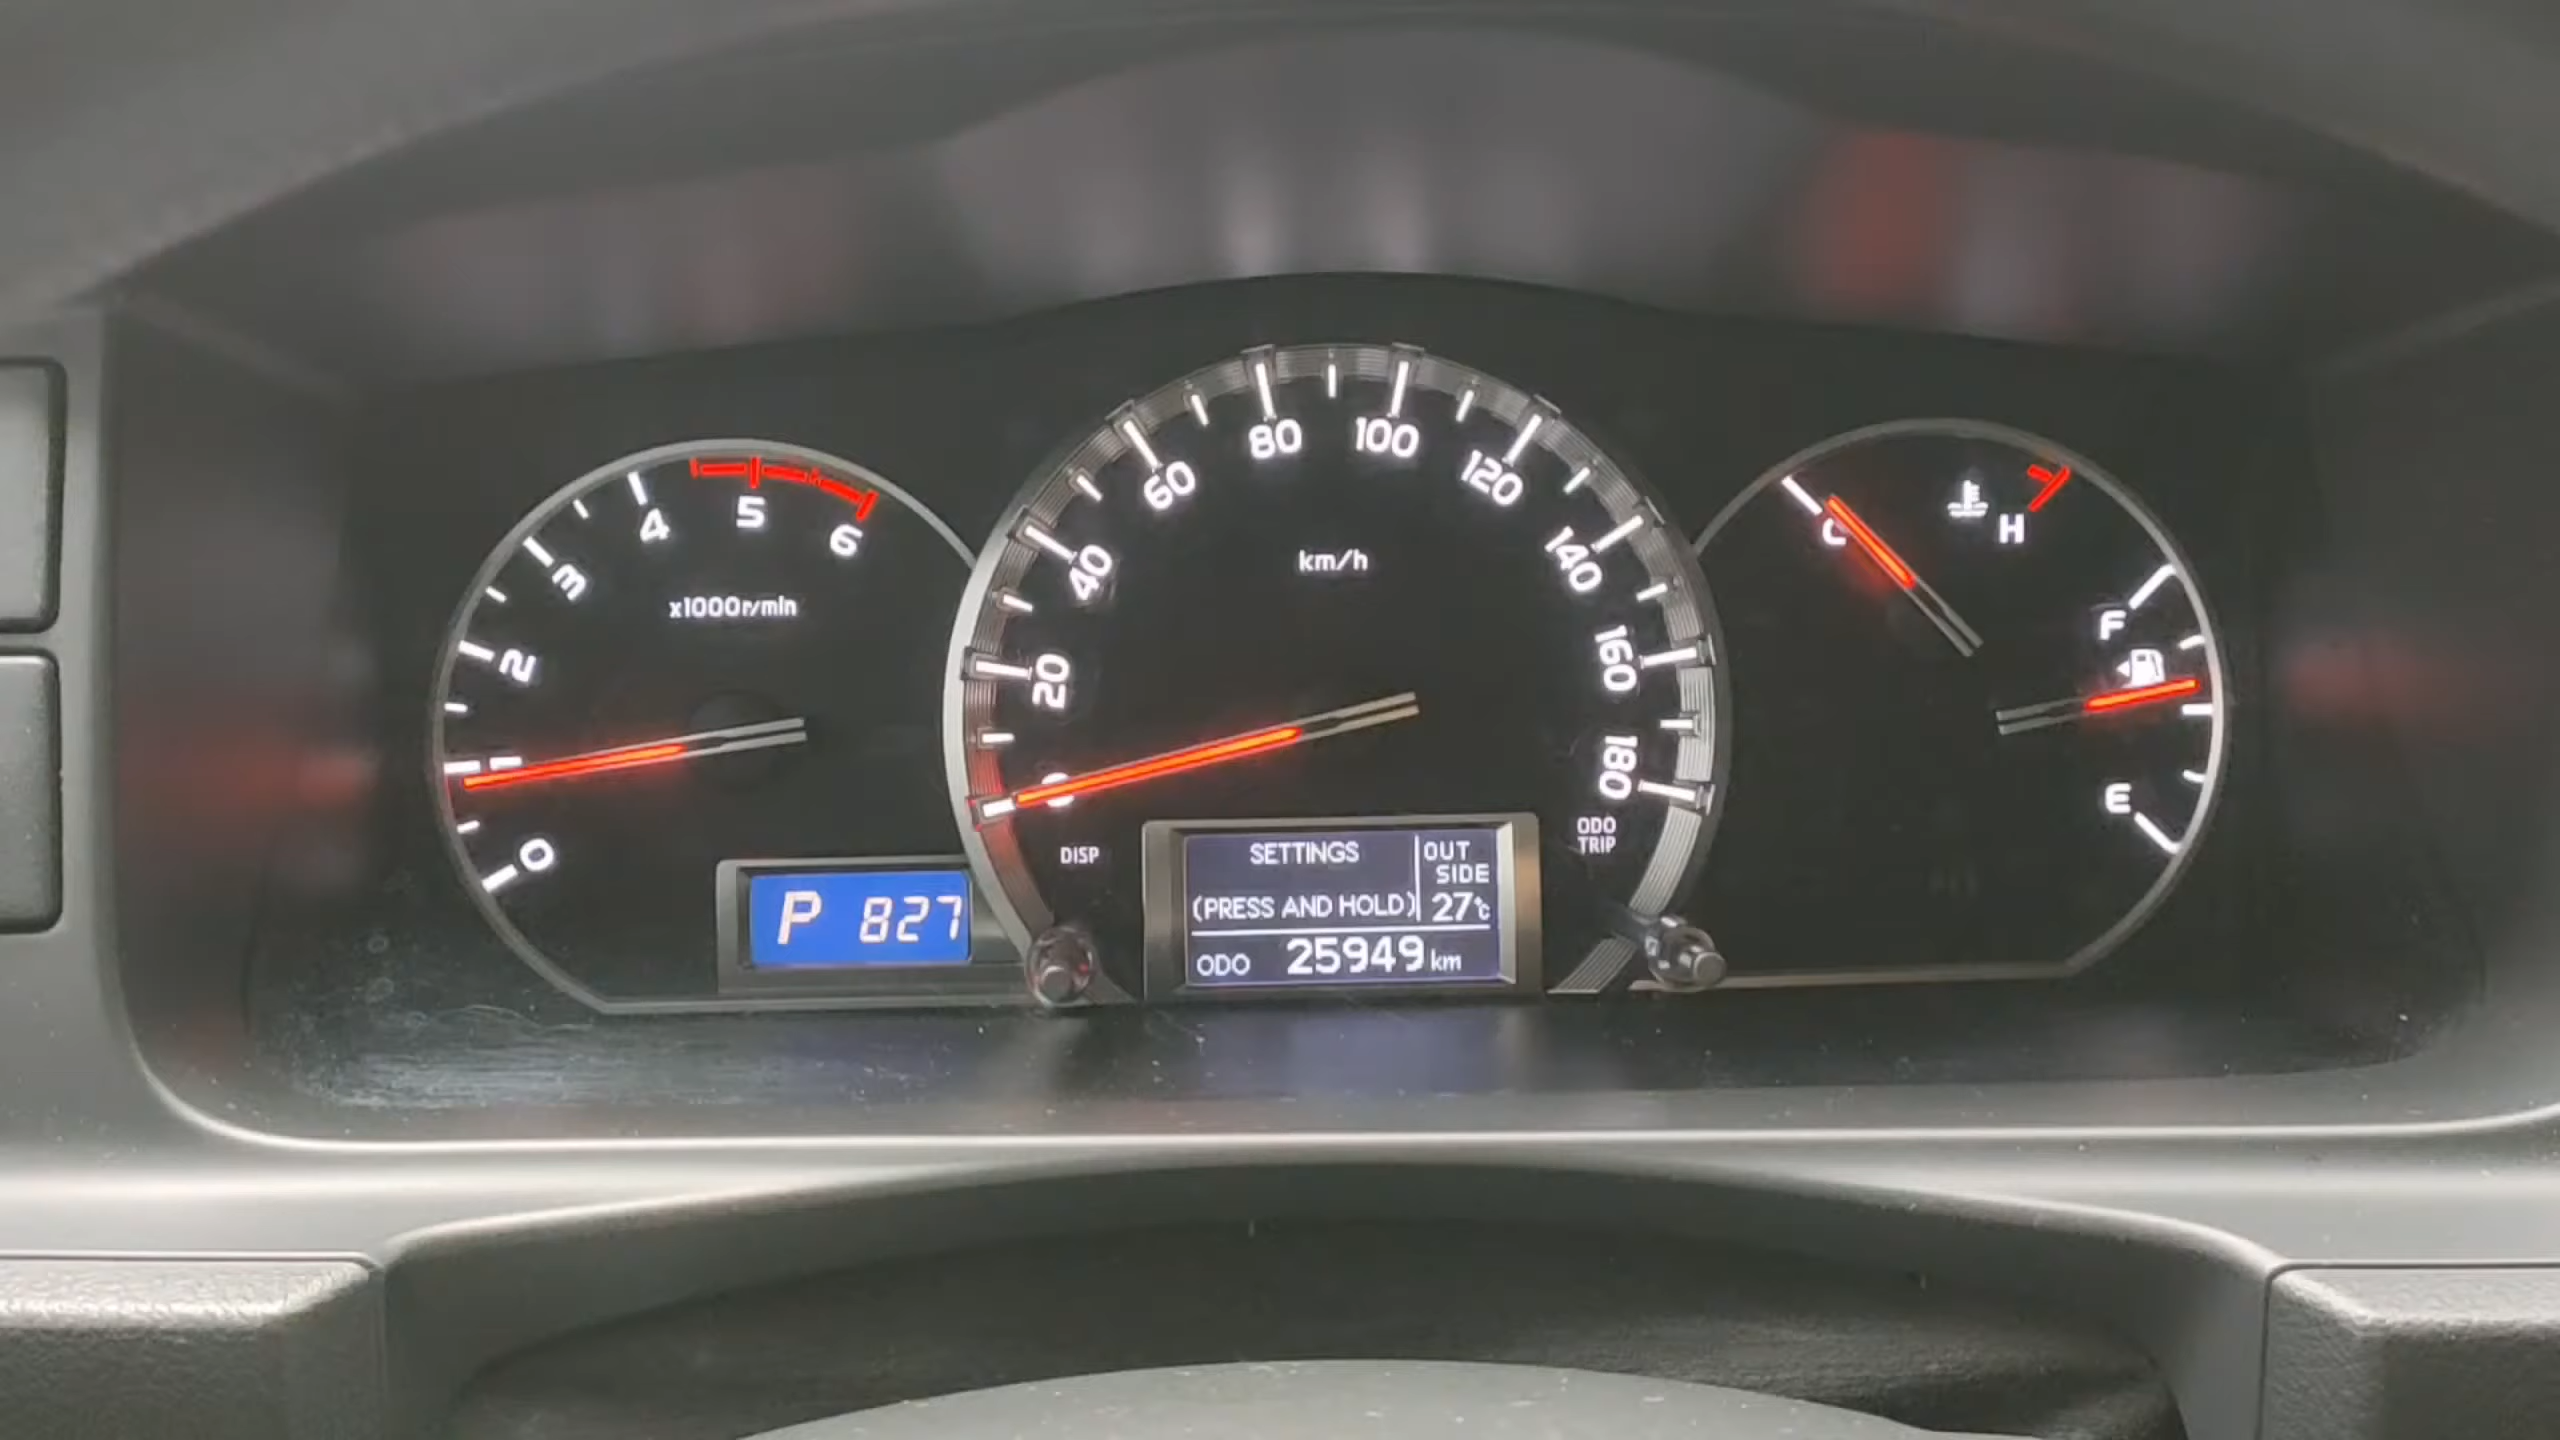 0
1
2
3
4
5
6
x1000r/min
P 827
0
20
40
60
80
100
120
140
160
180
km/h
DISP
ODO
TRIP
SETTINGS
(PRESS AND HOLD)
OUT
SIDE
27°C
ODO 25949 km
C
H
F
E